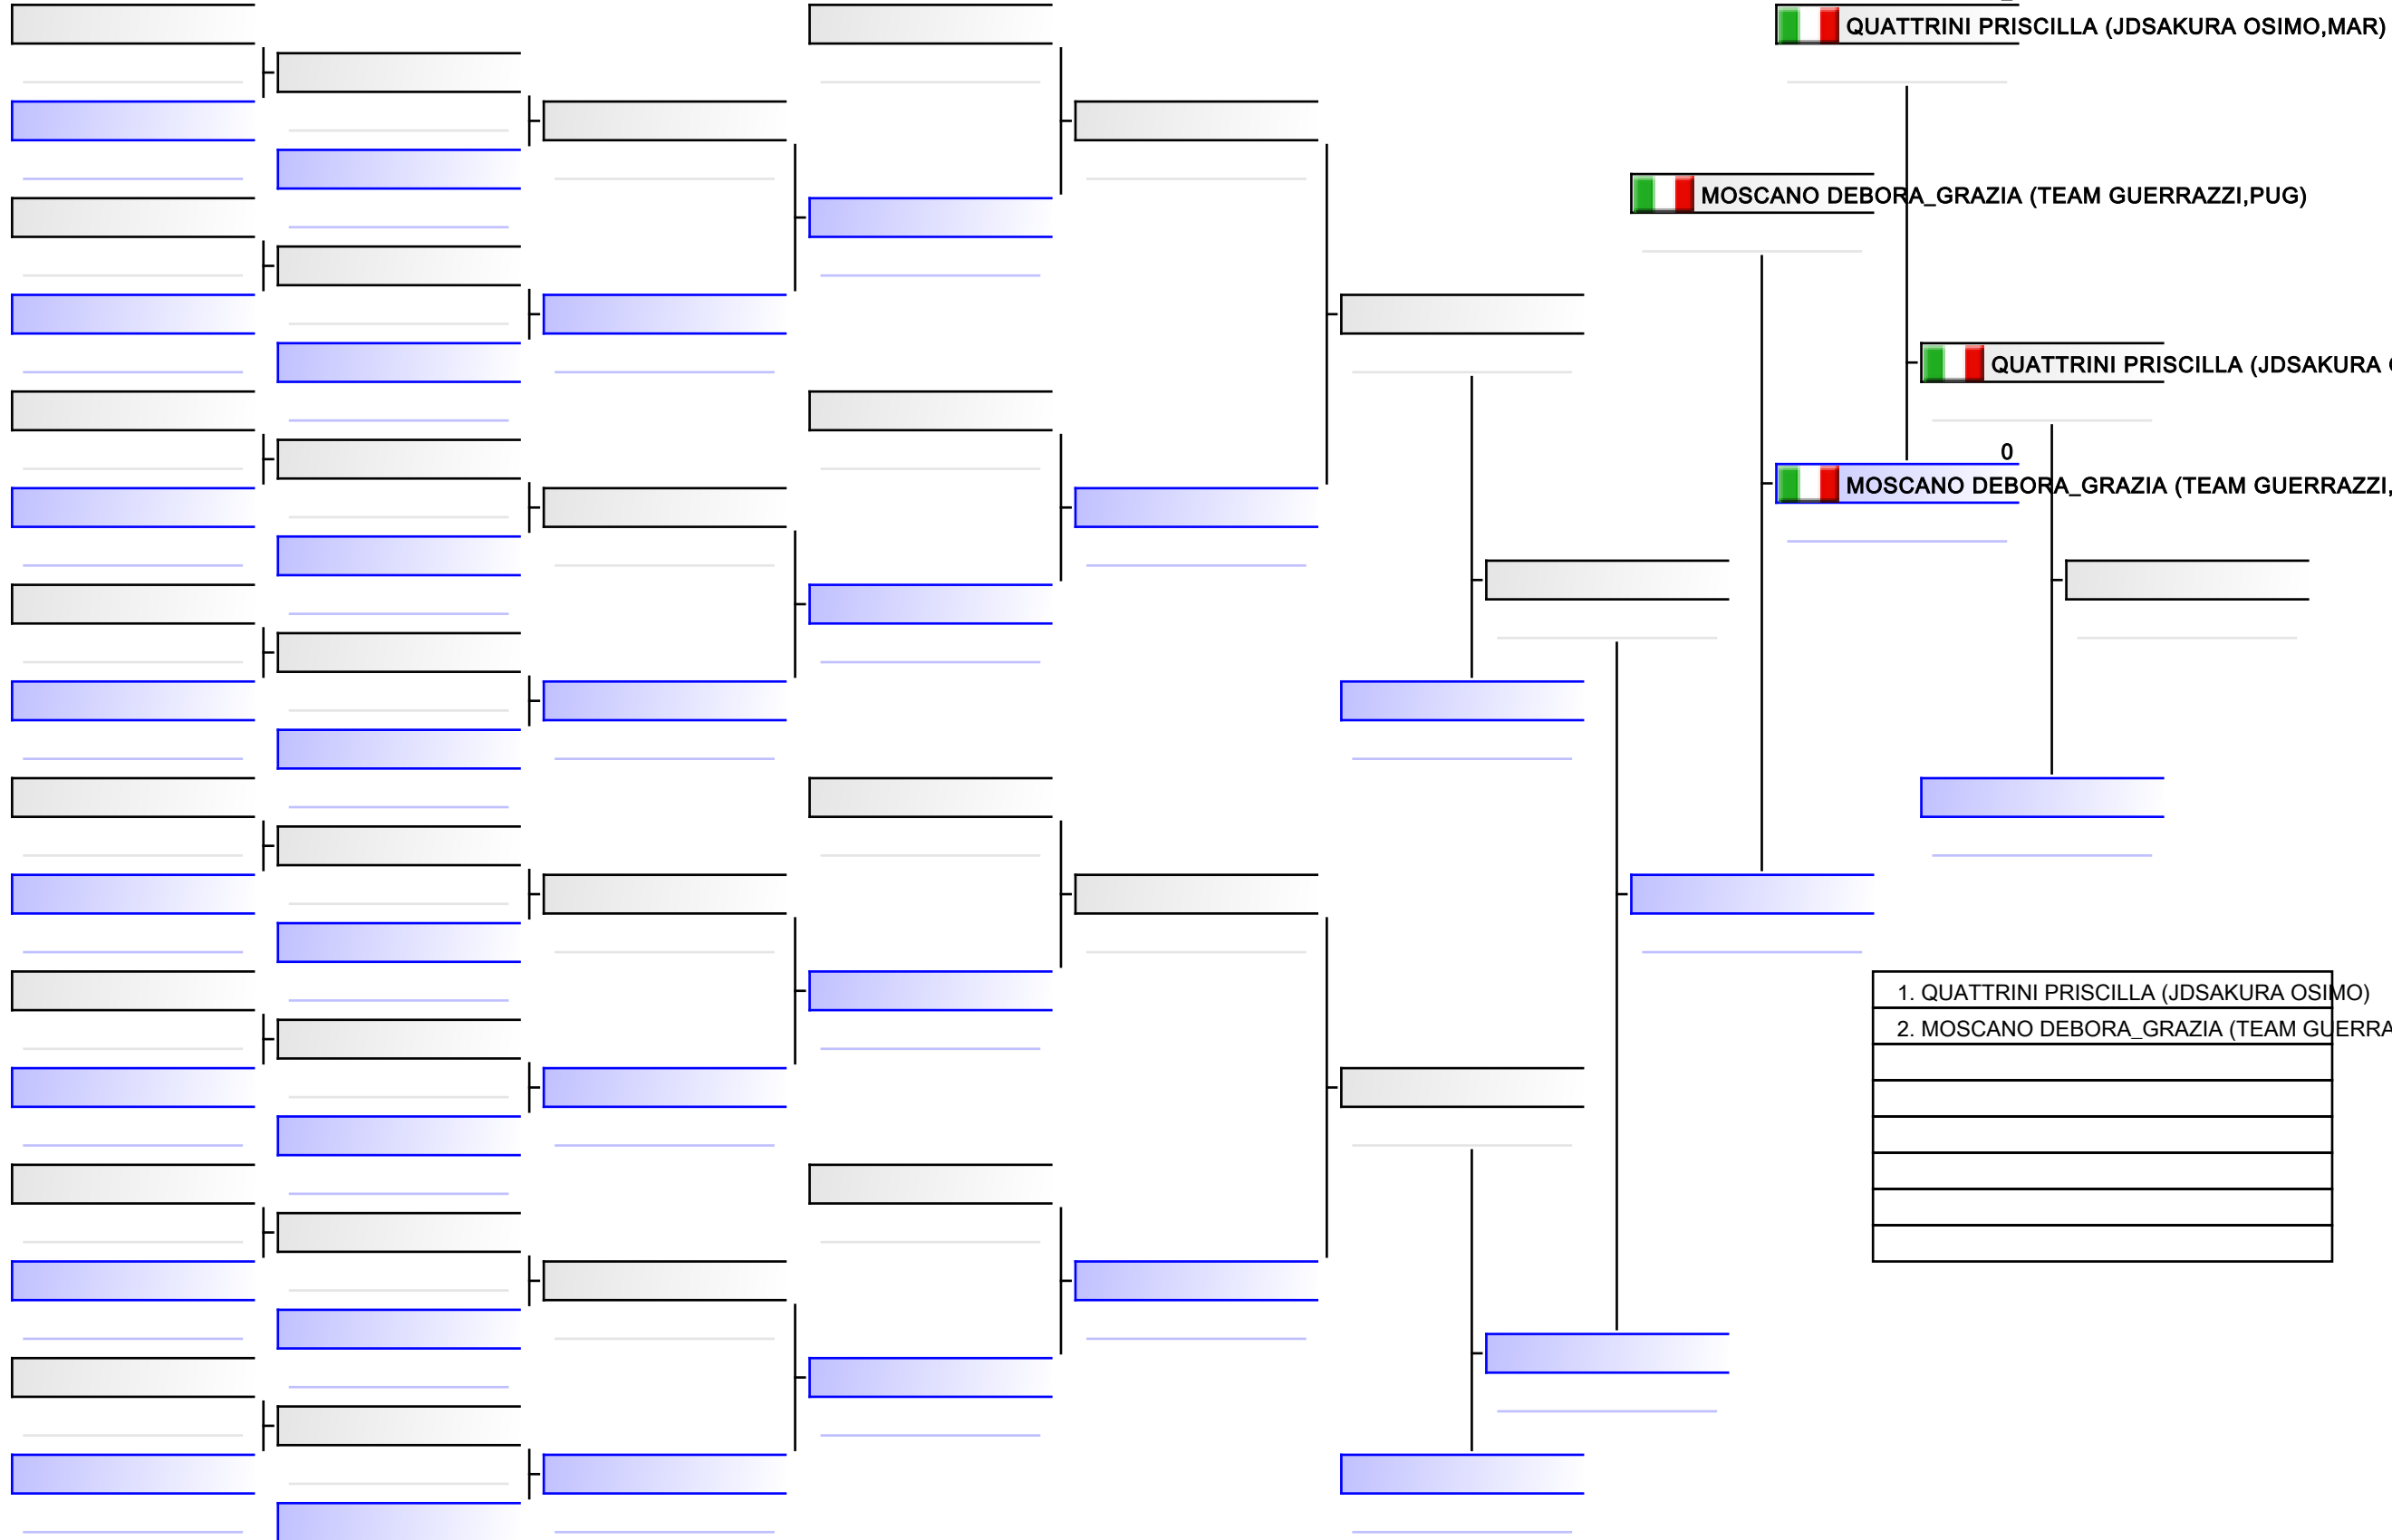 QUATTRINI PRISCILLA (JDSAKURA OSIMO,MAR)
MOSCANO DEBORA_GRAZIA (TEAM GUERRAZZI,PUG)
QUATTRINI PRISCILLA (JDSAKURA
0
MOSCANO DEBORA_GRAZIA (TEAM GUERRAZZI,
1. QUATTRINI PRISCILLA (JDSAKURA OSIMO)
2. MOSCANO DEBORA_GRAZIA (TEAM GUERRA